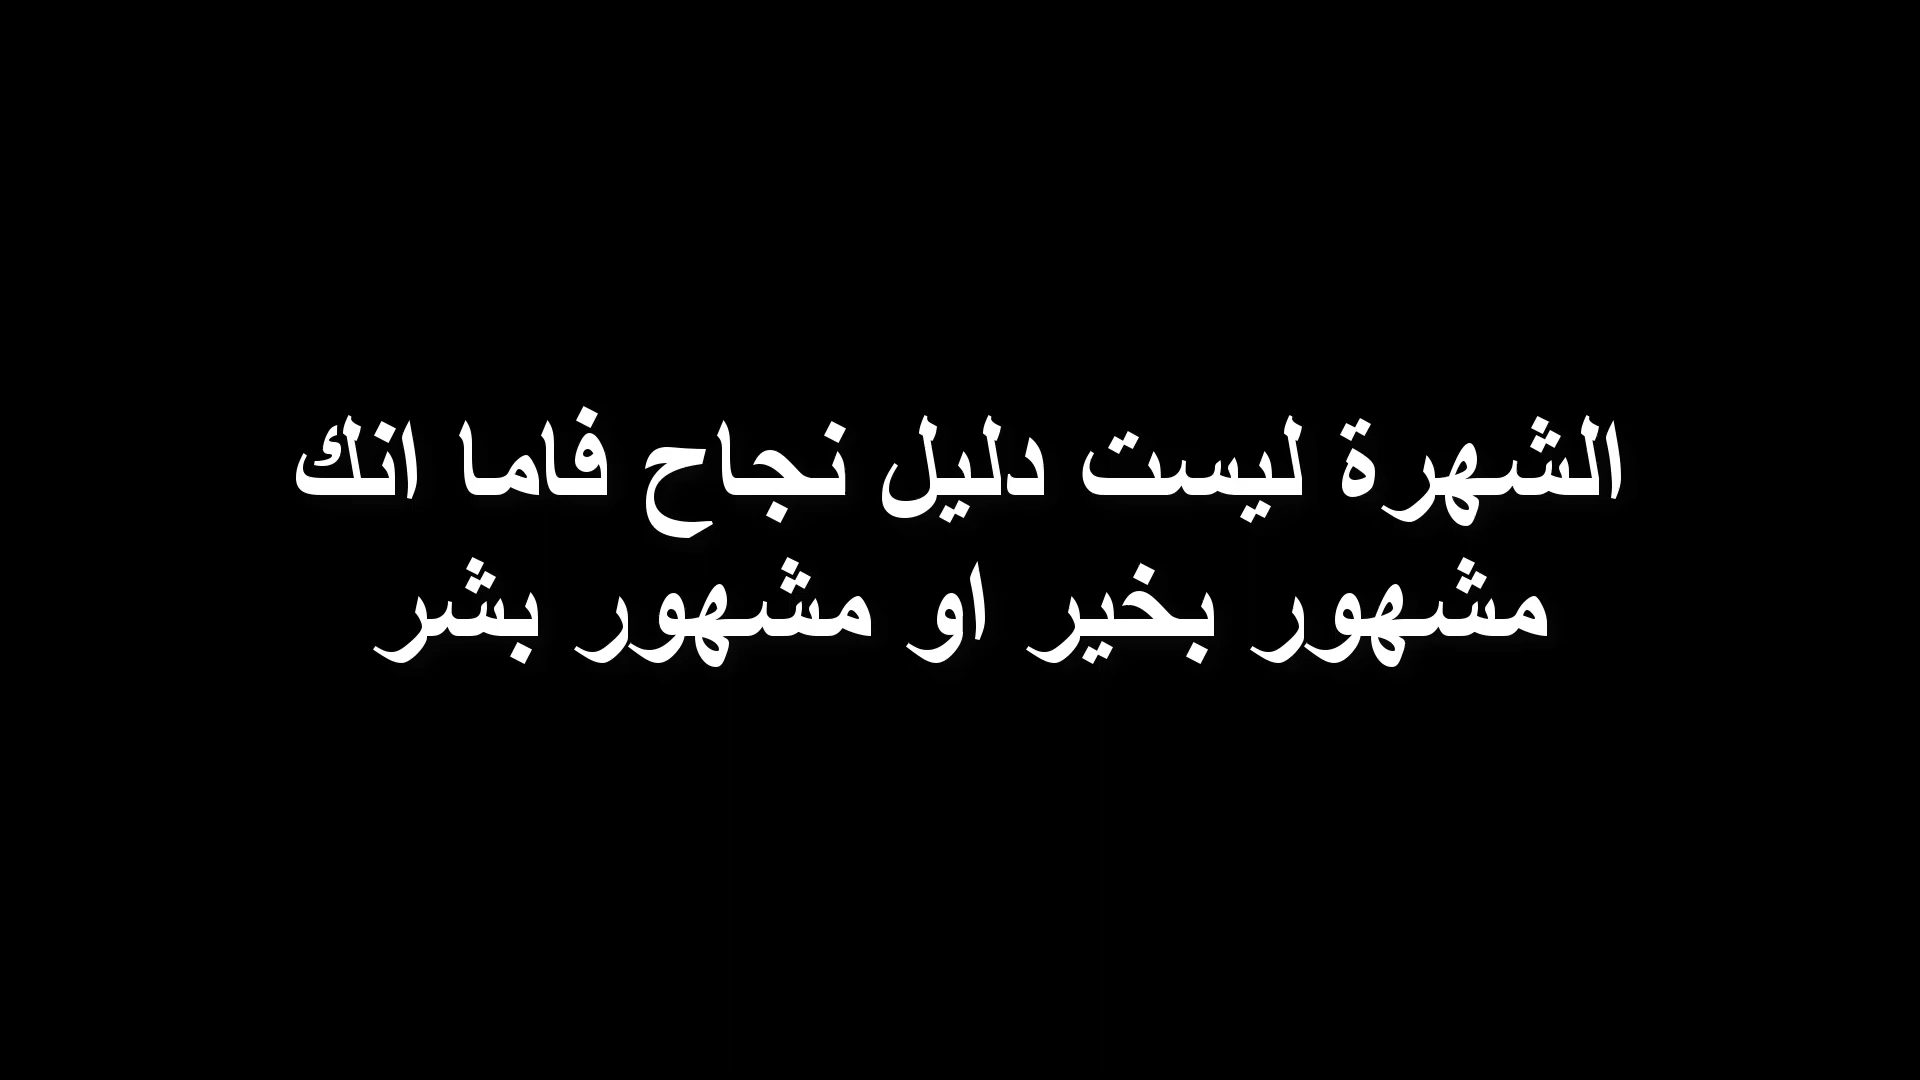 الشهرة ليست دليل نجاح فاما انك
مشهور بخير او مشهور بشر